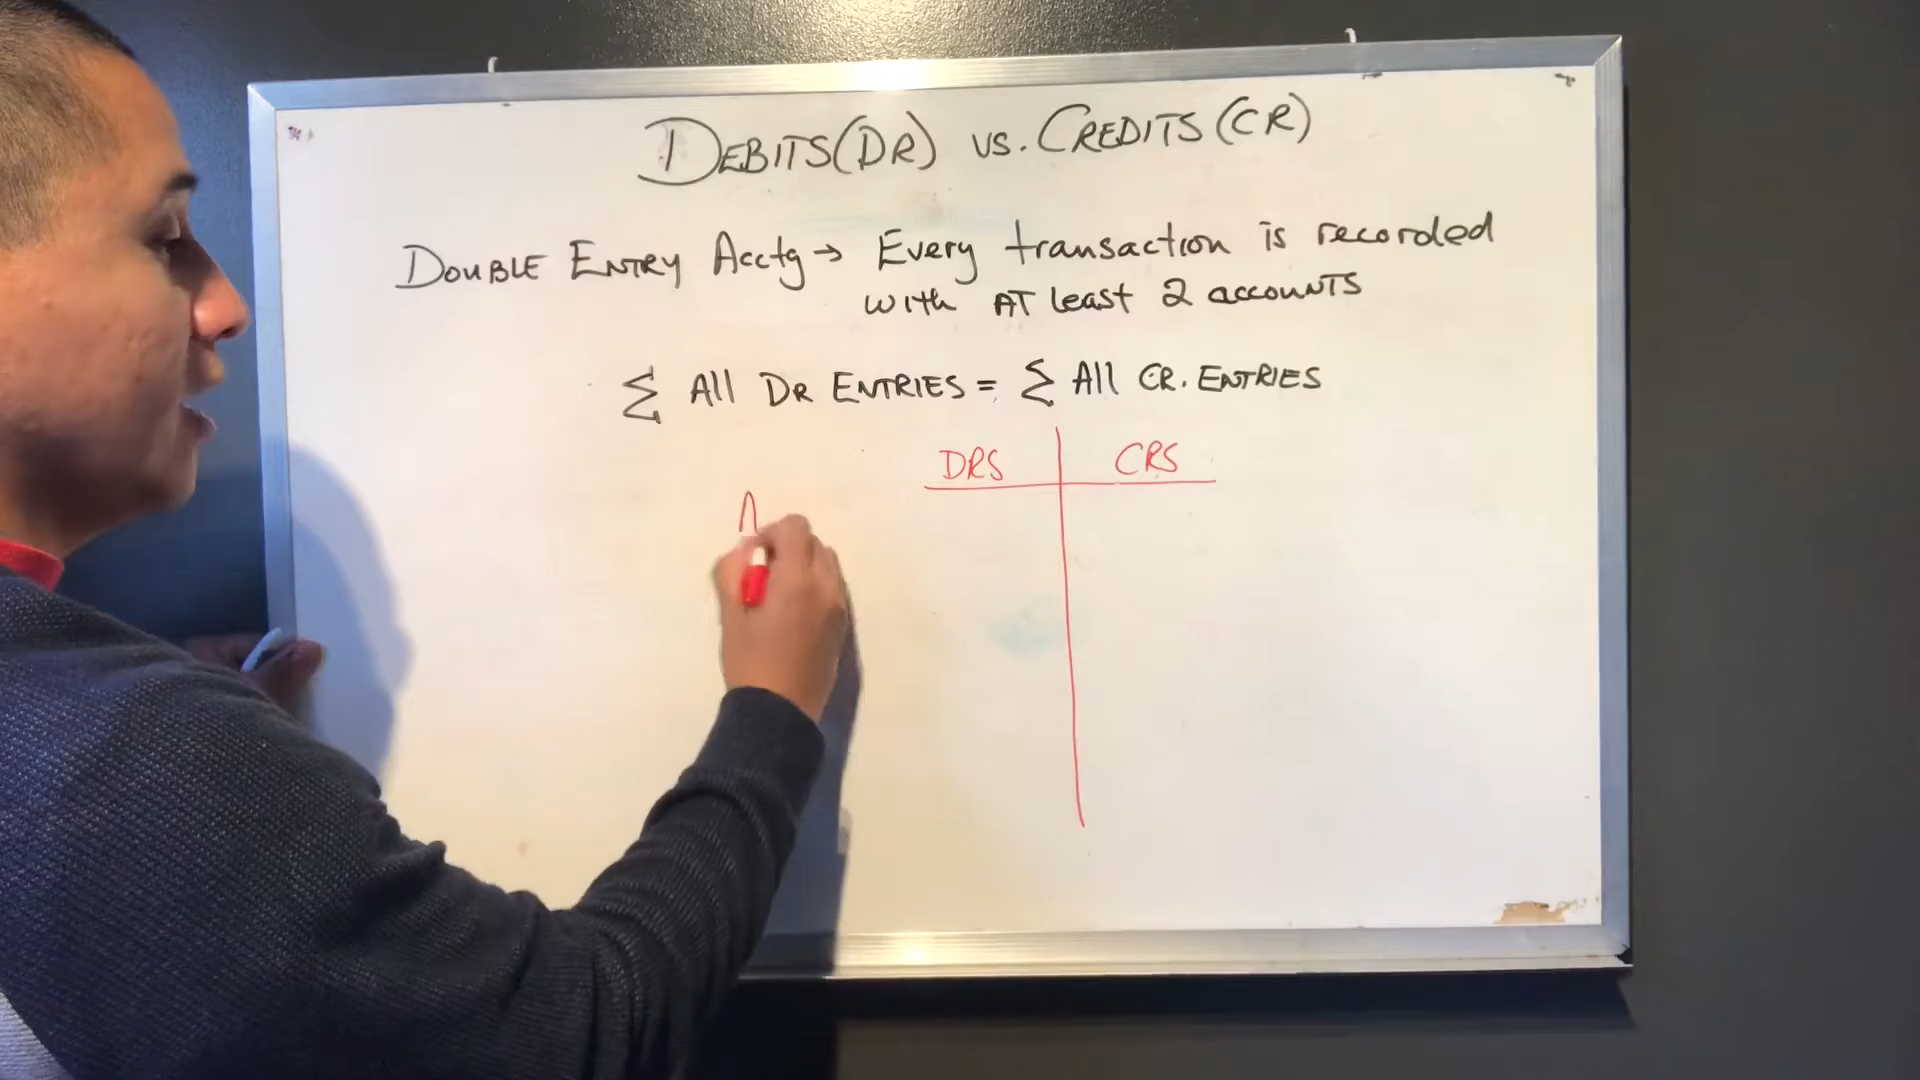 DEBITS(DR) vs. CREDITS (CR)
DOUBLE ENTRY Acctg → Every transaction is recorded
with AT least 2 accounts
∑ All DR ENTRIES = ∑ All CR. ENTRIES
DRS CRS